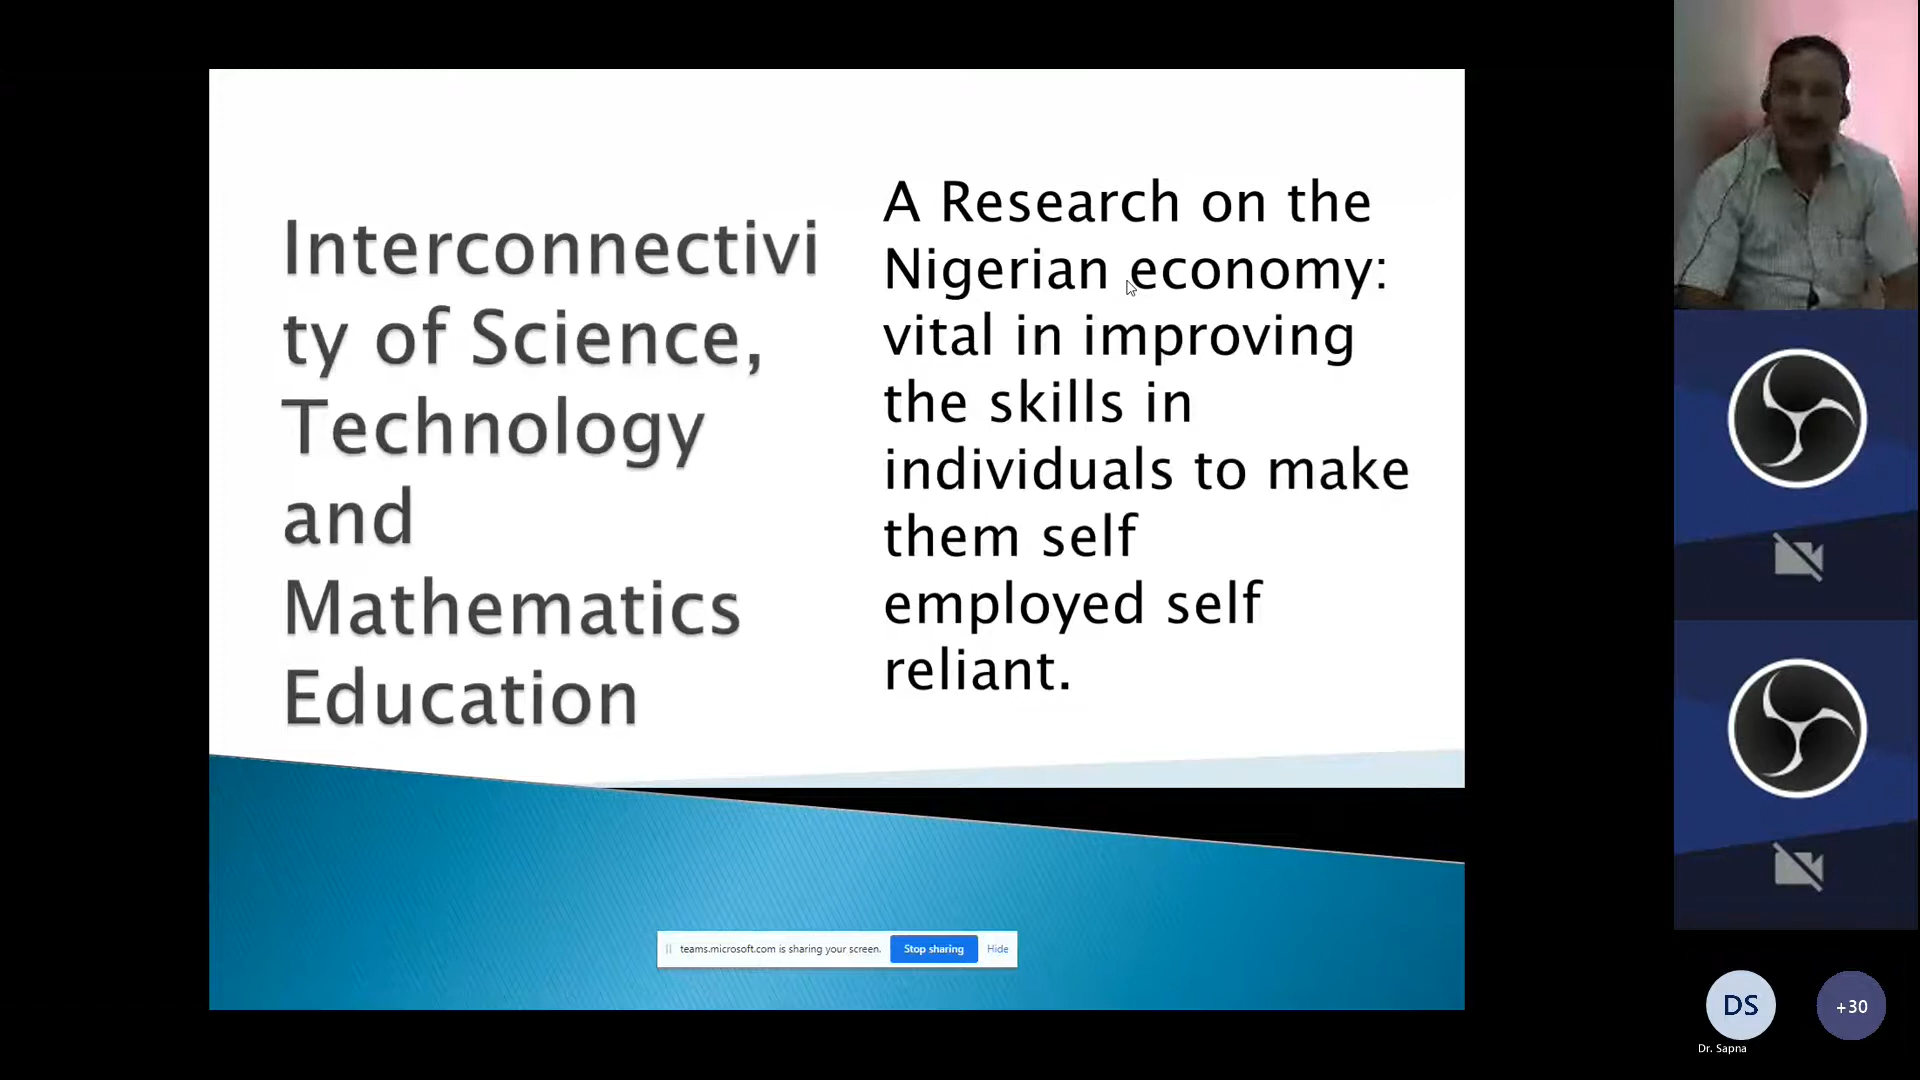 Interconnectivi
ty of Science,
Technology
and
Mathematics
Education
A Research on the
Nigerian economy:
vital in improving
the skills in
individuals to make
them self
employed self
reliant.
teams.microsoft.com is sharing your screen. Stop sharing Hide
DS
+30
Dr. Sapna